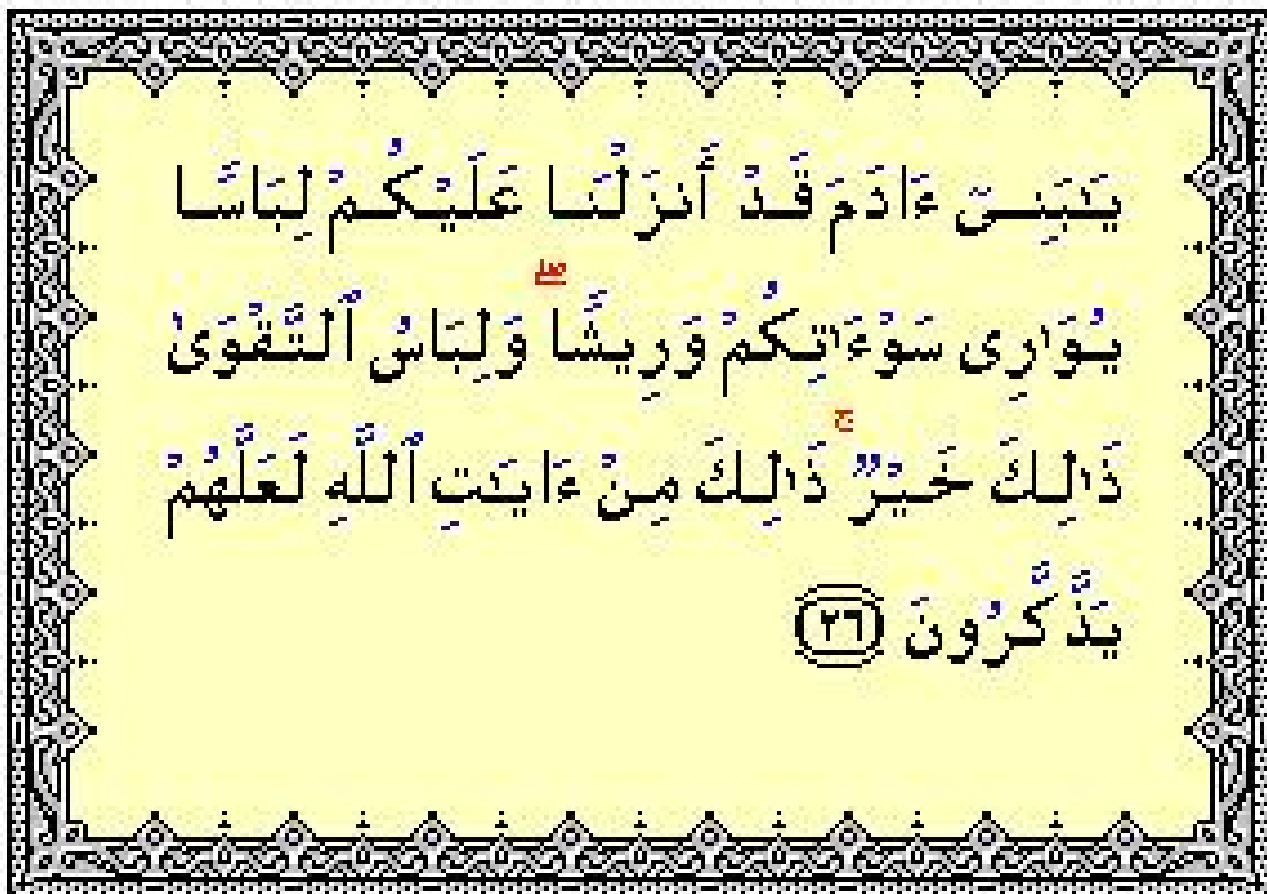 يَٰبَنِىٓ ءَادَمَ قَدْ أَنزَلْنَا عَلَيْكُمْ لِبَاسًا
يُوَٰرِى سَوْءَٰتِكُمْ وَرِيشًا ۖ وَلِبَاسُ ٱلتَّقْوَىٰ
ذَٰلِكَ خَيْرٌ ۚ ذَٰلِكَ مِنْ ءَايَٰتِ ٱللَّهِ لَعَلَّهُمْ
يَذَّكَّرُونَ ٢٦